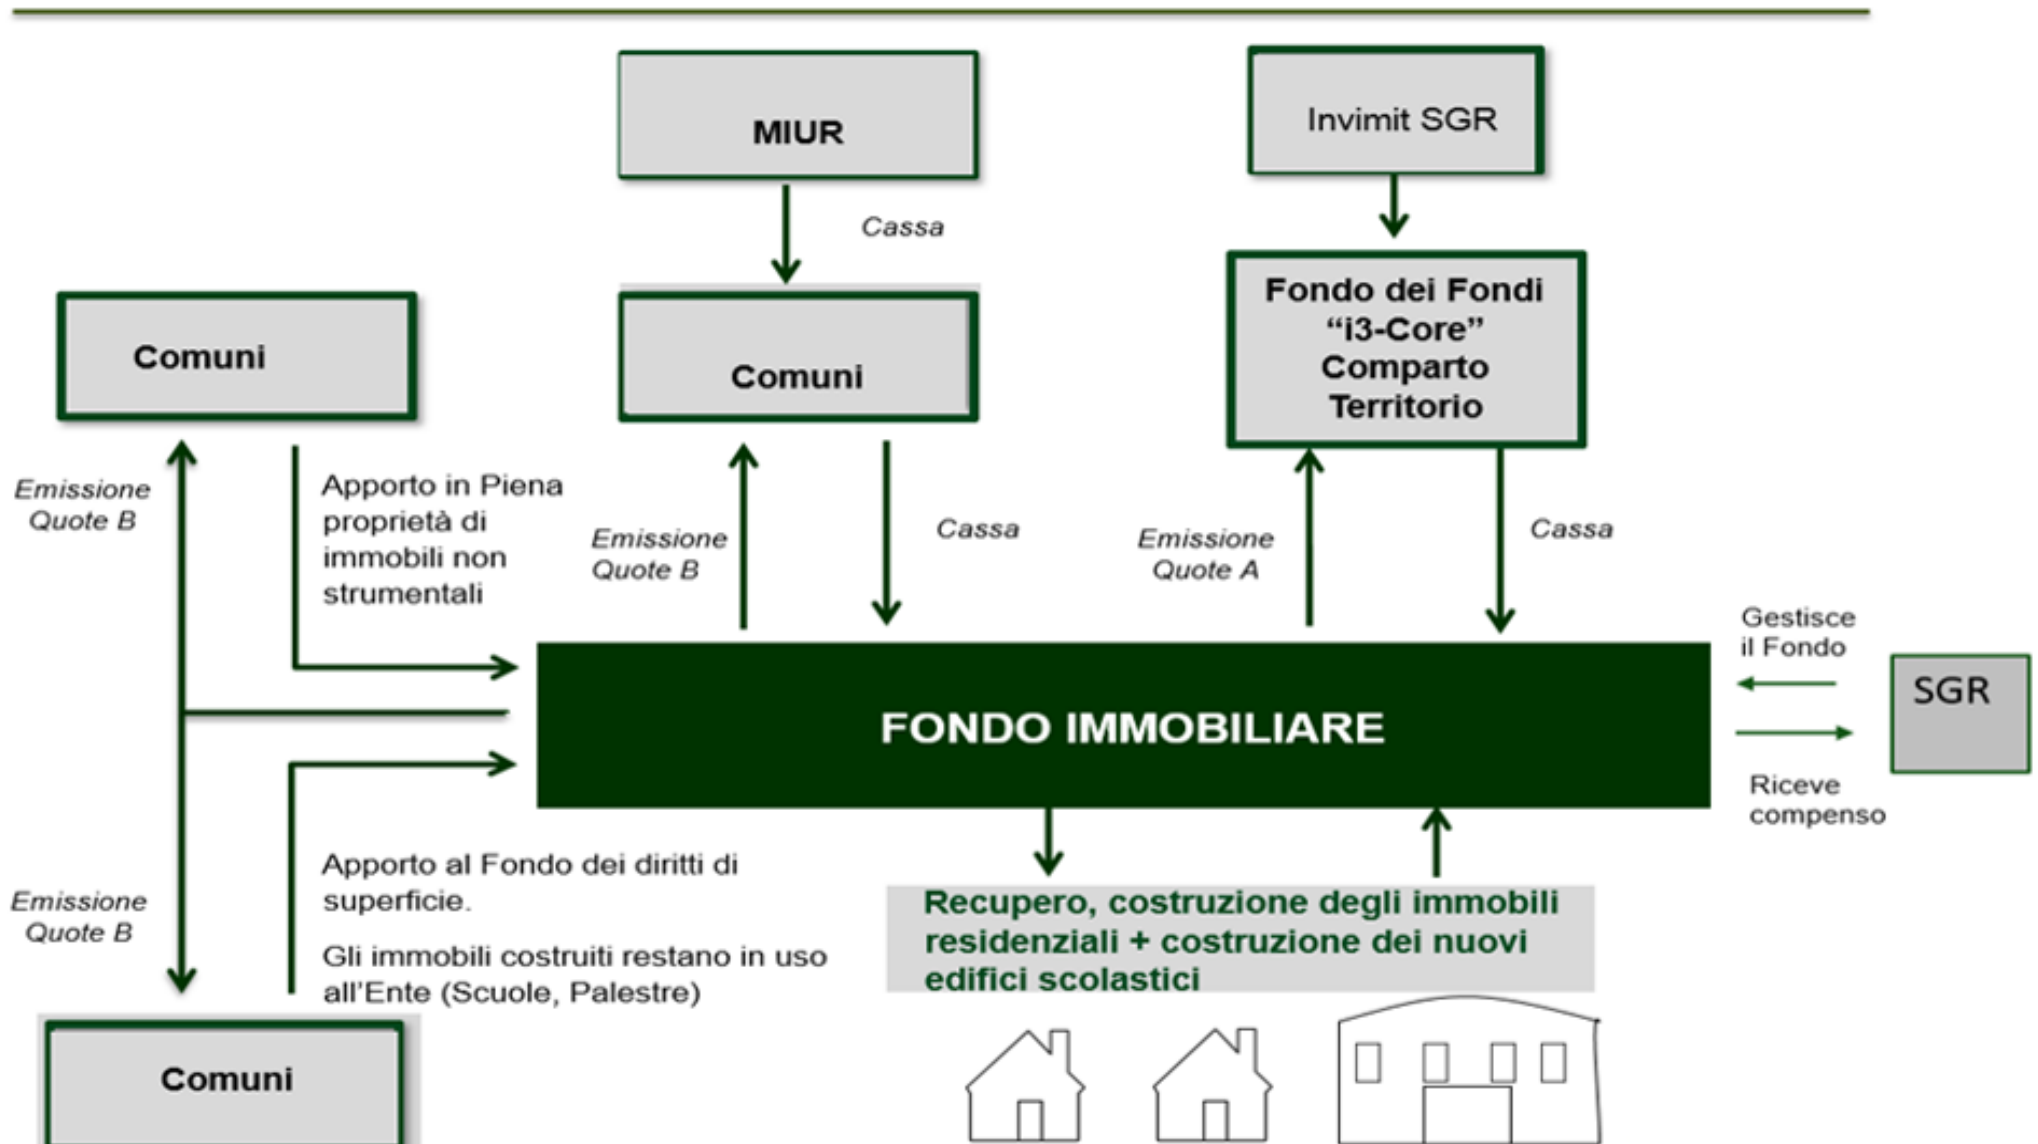 MIUR
Invimit SGR
Cassa
Fondo dei Fondi
“i3-Core”
Comparto
Territorio
Comuni
Comuni
Emissione
Quote B
Apporto in Piena
proprietà di
immobili non
strumentali
Emissione
Quote B
Cassa
Emissione
Quote A
Cassa
Gestisce
il Fondo
SGR
FONDO IMMOBILIARE
Riceve
compenso
Emissione
Quote B
Apporto al Fondo dei diritti di
superficie.
Gli immobili costruiti restano in uso
all’Ente (Scuole, Palestre)
Recupero, costruzione degli immobili
residenziali + costruzione dei nuovi
edifici scolastici
Comuni